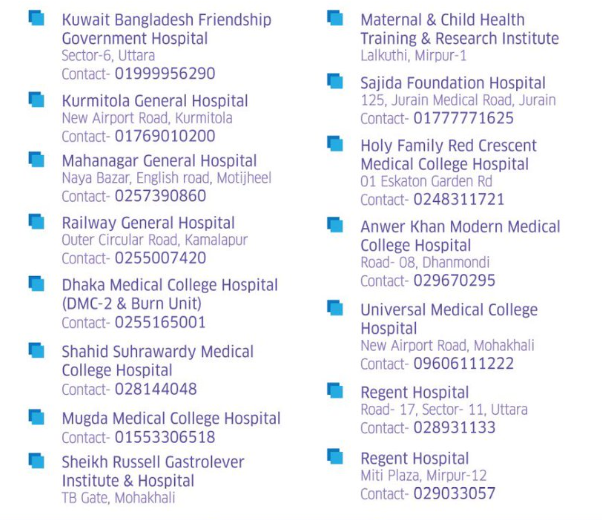 Kuwait Bangladesh Friendship
Government Hospital
Sector-6, Uttara
Contact- 01999956290
Kurmitola General Hospital
New Airport Road, Kurmitola
Contact- 01769010200
Mahanagar General Hospital
Naya Bazar, English road, Motijheel
Contact- 0257390860
Railway General Hospital
Outer Circular Road, Kamalapur
Contact- 0255007420
Dhaka Medical College Hospital
(DMC-2 & Burn Unit)
Contact- 0255165001
Shahid Suhrawardy Medical
College Hospital
Contact- 028144048
Mugda Medical College Hospital
Contact- 01553306518
Sheikh Russell Gastrolever
Institute & Hospital
TB Gate, Mohakhali
Maternal & Child Health
Training & Research Institute
Lalkuthi, Mirpur-1
Sajida Foundation Hospital
125, Jurain Medical Road, Jurain
Contact- 01777771625
Holy Family Red Crescent
Medical College Hospital
01 Eskaton Garden Rd
Contact- 0248311721
Anwer Khan Modern Medical
College Hospital
Road- 08, Dhanmondi
Contact- 029670295
Universal Medical College
Hospital
New Airport Road, Mohakhali
Contact- 09606111222
Regent Hospital
Road- 17, Sector- 11, Uttara
Contact- 028931133
Regent Hospital
Miti Plaza, Mirpur-12
Contact- 029033057